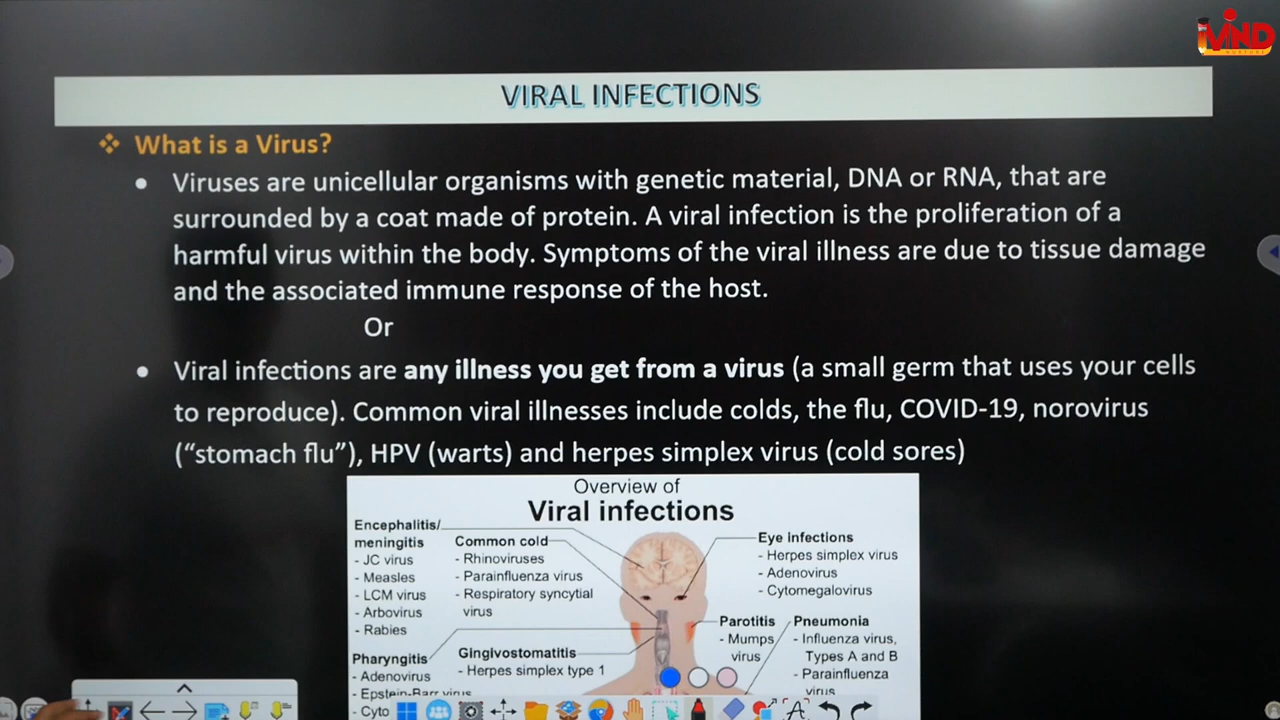 MIND
VIRAL INFECTIONS
❖ What is a Virus?
• Viruses are unicellular organisms with genetic material, DNA or RNA, that are
surrounded by a coat made of protein. A viral infection is the proliferation of a
harmful virus within the body. Symptoms of the viral illness are due to tissue damage
and the associated immune response of the host.
Or
• Viral infections are any illness you get from a virus (a small germ that uses your cells
to reproduce). Common viral illnesses include colds, the flu, COVID-19, norovirus
(“stomach flu”), HPV (warts) and herpes simplex virus (cold sores)
Overview of
Viral infections
Encephalitis/
meningitis
- JC virus
- Measles
- LCM virus
- Arbovirus
- Rabies
Common cold
- Rhinoviruses
- Parainfluenza virus
- Respiratory syncytial
virus
Eye infections
- Herpes simplex virus
- Adenovirus
- Cytomegalovirus
Pharyngitis
- Adenovirus
- Epstein-Barr virus
- Cyto
Gingivostomatitis
- Herpes simplex type 1
Parotitis
- Mumps
virus
Pneumonia
- Influenza virus,
Types A and B
- Parainfluenza
virus